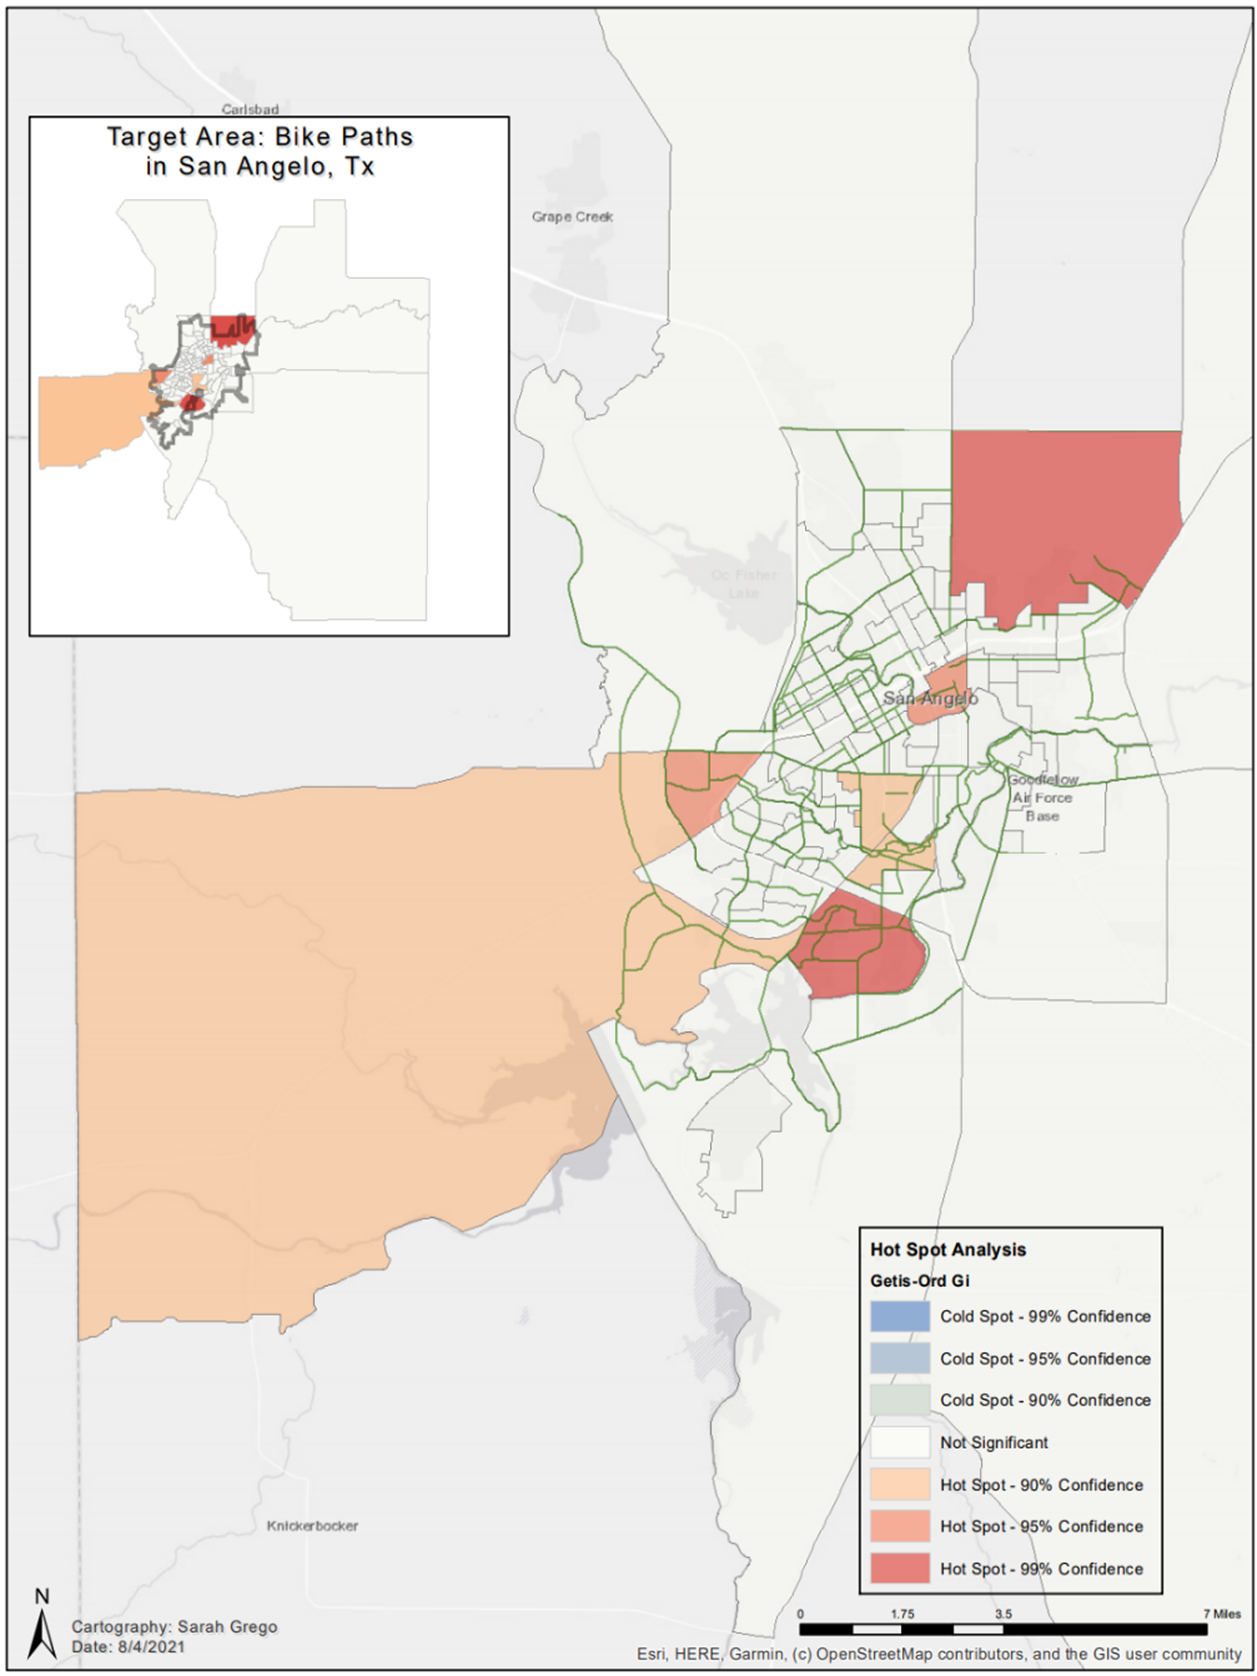 Carlsbad
Target Area: Bike Paths
in San Angelo, Tx
Grape Creek
Oc Fisher
Lake
San Angelo
Goodfellow
Air Force
Base
Hot Spot Analysis
Getis-Ord Gi
Cold Spot - 99% Confidence
Cold Spot - 95% Confidence
Cold Spot - 90% Confidence
Not Significant
Hot Spot - 90% Confidence
Hot Spot - 95% Confidence
Hot Spot - 99% Confidence
Knickerbocker
N
Cartography: Sarah Grego
Date: 8/4/2021
0 1.75 3.5 7 Miles
Esri, HERE, Garmin, (c) OpenStreetMap contributors, and the GIS user community